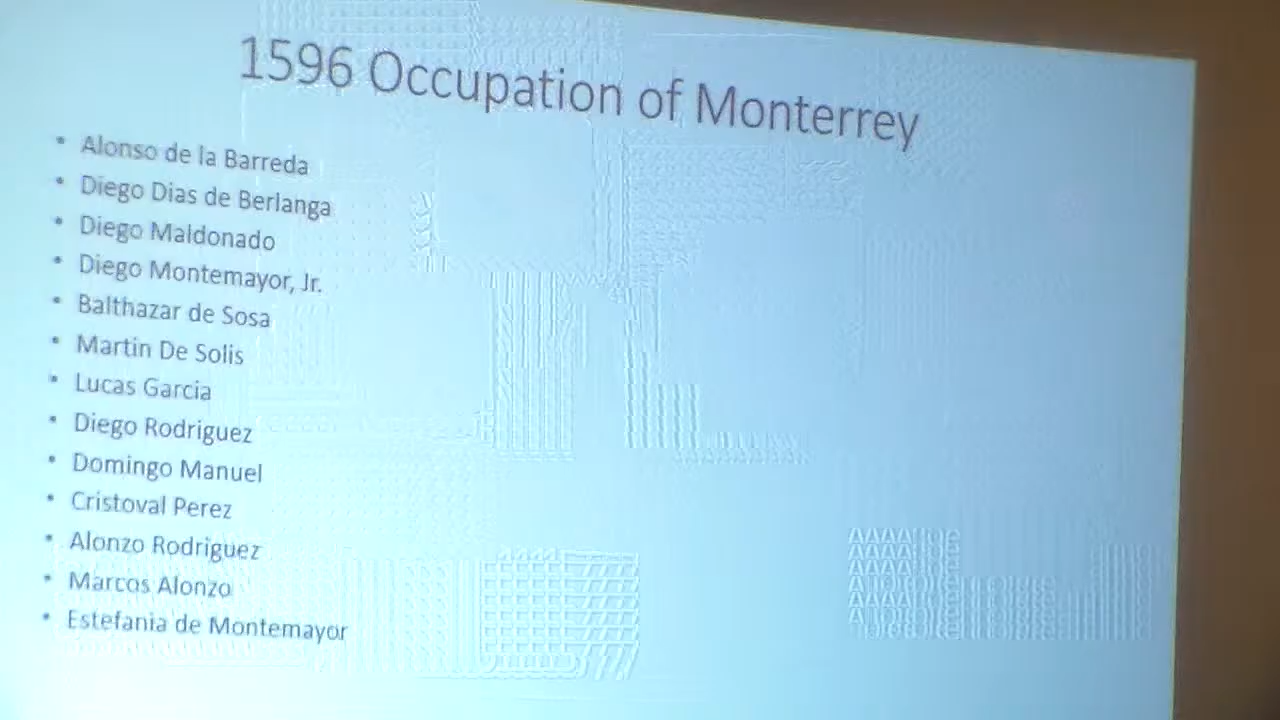 1596 Occupation of Monterrey
• Alonso de la Barreda
• Diego Dias de Berlanga
• Diego Maldonado
• Diego Montemayor, Jr.
• Balthazar de Sosa
• Martin De Solis
• Lucas Garcia
• Diego Rodriguez
• Domingo Manuel
• Cristoval Perez
• Alonzo Rodriguez
• Marcos Alonzo
• Estefania de Montemayor